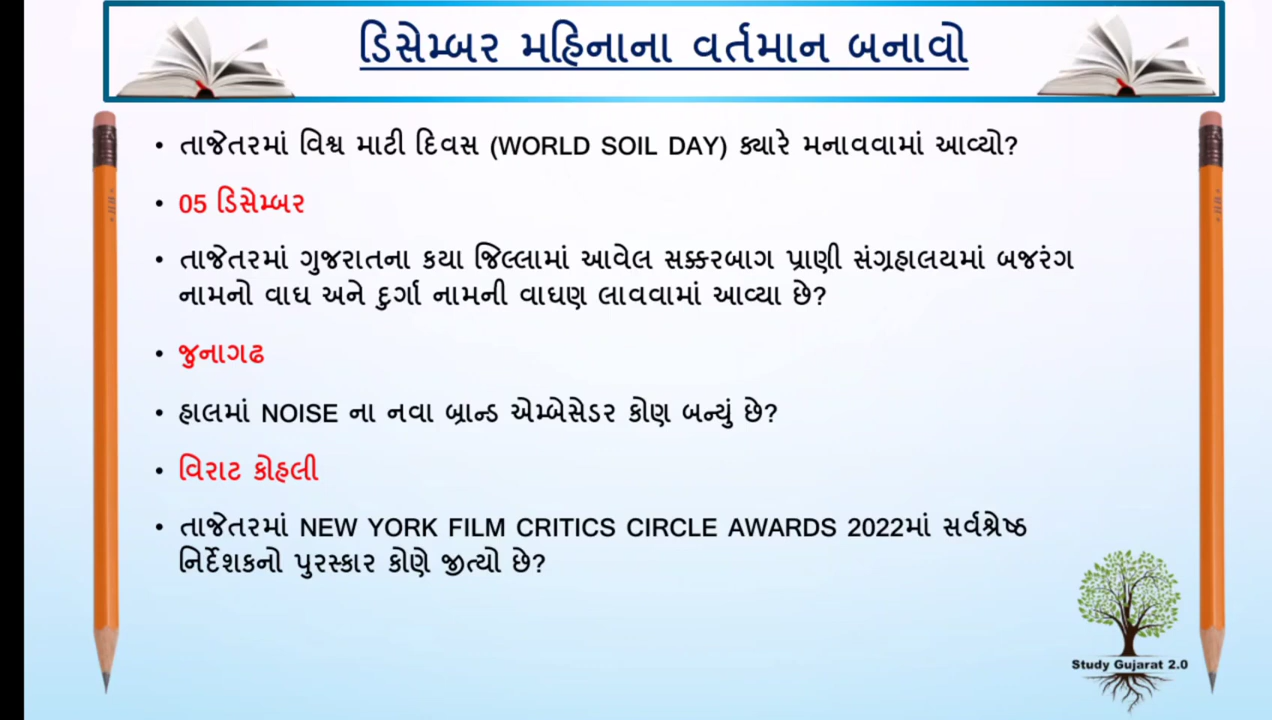 ડિસેમ્બર મહિનાના વર્તમાન બનાવો
• તાજેતરમાં વિશ્વ માટી દિવસ (WORLD SOIL DAY) ક્યારે મનાવવામાં આવ્યો?
• 05 ડિસેમ્બર
• તાજેતરમાં ગુજરાતના કયા જિલ્લામાં આવેલ સક્કરબાગ પ્રાણી સંગ્રહાલયમાં બજરંગ
નામનો વાઘ અને દુર્ગા નામની વાઘણ લાવવામાં આવ્યા છે?
• જુનાગઢ
• હાલમાં NOISE ના નવા બ્રાન્ડ એમ્બેસેડર કોણ બન્યું છે?
• વિરાટ કોહલી
• તાજેતરમાં NEW YORK FILM CRITICS CIRCLE AWARDS 2022માં સર્વશ્રેષ્ઠ
નિર્દેશકનો પુરસ્કાર કોણે જીત્યો છે?
Study Gujarat 2.0